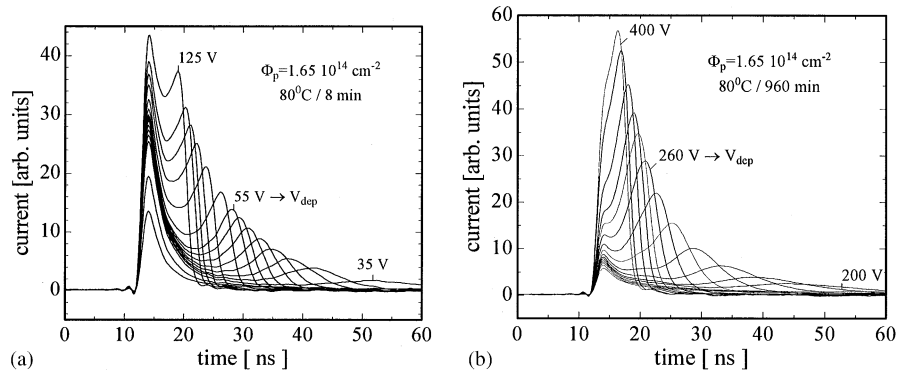 125 V
Φp=1.65 10^14 cm^-2
80⁰C / 8 min
55 V → Vdep
35 V
current [arb. units]
40
30
20
10
0
0 10 20 30 40 50 60
(a) time [ ns ]
400 V
Φp=1.65 10^14 cm^-2
80⁰C / 960 min
260 V → Vdep
200 V
current [arb. units]
60
50
40
30
20
10
0
0 10 20 30 40 50 60
(b) time [ ns ]